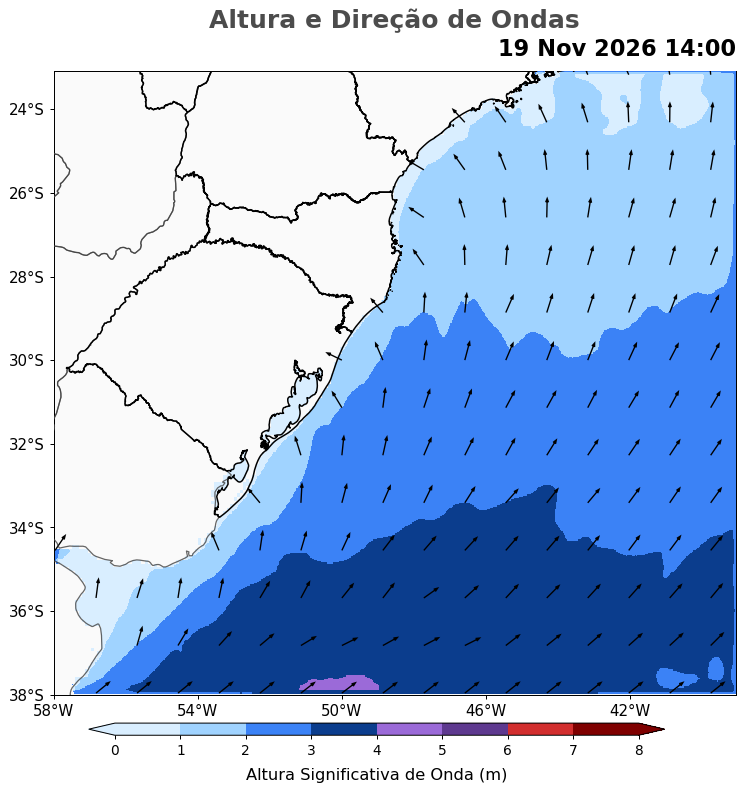 Altura e Direção de Ondas
19 Nov 2026 14:00
24°S
26°S
28°S
30°S
32°S
34°S
36°S
38°S
58°W 54°W 50°W 46°W 42°W
0 1 2 3 4 5 6 7 8
Altura Significativa de Onda (m)